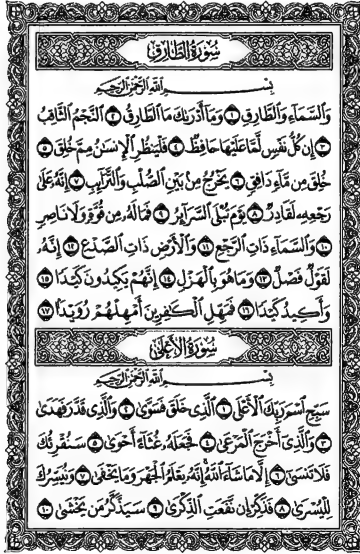 سُورَةُ الطَّارِقِ
بِسْمِ اللَّهِ الرَّحْمَٰنِ الرَّحِيمِ
وَالسَّمَاءِ وَالطَّارِقِ ١ وَمَا أَدْرَىٰكَ مَا الطَّارِقُ ٢ النَّجْمُ الثَّاقِبُ
٣ إِن كُلُّ نَفْسٍ لَّمَّا عَلَيْهَا حَافِظٌ ٤ فَلْيَنظُرِ الْإِنسَٰنُ مِمَّ خُلِقَ ٥
خُلِقَ مِن مَّاءٍ دَافِقٍ ٦ يَخْرُجُ مِنۢ بَيْنِ الصُّلْبِ وَالتَّرَائِبِ ٧ إِنَّهُۥ عَلَىٰ
رَجْعِهِۦ لَقَادِرٌ ٨ يَوْمَ تُبْلَى السَّرَائِرُ ٩ فَمَا لَهُۥ مِن قُوَّةٍ وَلَا نَاصِرٍ
١٠ وَالسَّمَاءِ ذَاتِ الرَّجْعِ ١١ وَالْأَرْضِ ذَاتِ الصَّدْعِ ١٢ إِنَّهُۥ
لَقَوْلٌ فَصْلٌ ١٣ وَمَا هُوَ بِالْهَزْلِ ١٤ إِنَّهُمْ يَكِيدُونَ كَيْدًا ١٥
وَأَكِيدُ كَيْدًا ١٦ فَمَهِّلِ الْكَٰفِرِينَ أَمْهِلْهُمْ رُوَيْدًۢا ١٧
سُورَةُ الْأَعْلَىٰ
بِسْمِ اللَّهِ الرَّحْمَٰنِ الرَّحِيمِ
سَبِّحِ اسْمَ رَبِّكَ الْأَعْلَى ١ الَّذِي خَلَقَ فَسَوَّىٰ ٢ وَالَّذِي قَدَّرَ فَهَدَىٰ
٣ وَالَّذِي أَخْرَجَ الْمَرْعَىٰ ٤ فَجَعَلَهُۥ غُثَاءً أَحْوَىٰ ٥ سَنُقْرِئُكَ
فَلَا تَنسَىٰ ٦ إِلَّا مَا شَاءَ اللَّهُ إِنَّهُۥ يَعْلَمُ الْجَهْرَ وَمَا يَخْفَىٰ ٧ وَنُيَسِّرُكَ
لِلْيُسْرَىٰ ٨ فَذَكِّرْ إِن نَّفَعَتِ الذِّكْرَىٰ ٩ سَيَذَّكَّرُ مَن يَخْشَىٰ ١٠